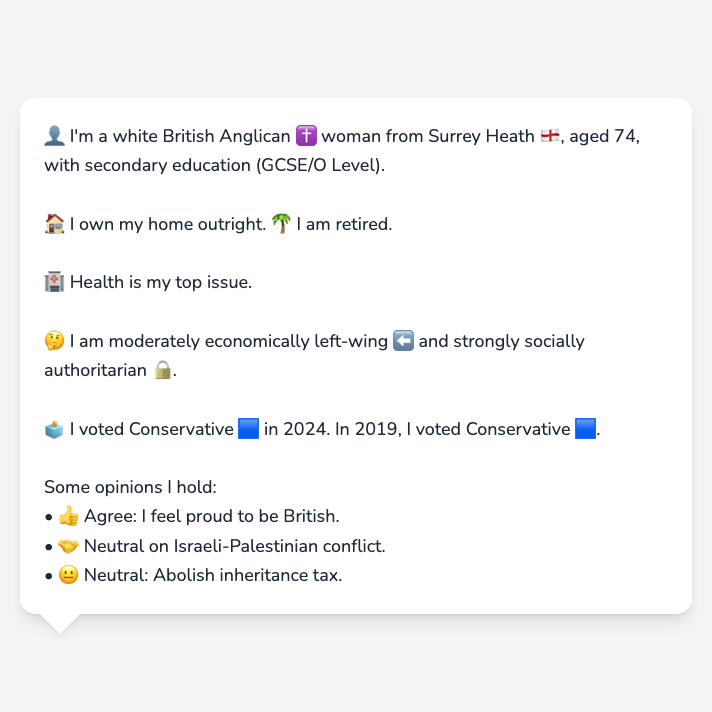 👤 I'm a white British Anglican ✝️ woman from Surrey Heath 🏴󠁧󠁢󠁥󠁮󠁧󠁿, aged 74,
with secondary education (GCSE/O Level).
🏠 I own my home outright. 🌴 I am retired.
🏥 Health is my top issue.
🤔 I am moderately economically left-wing ⬅️ and strongly socially
authoritarian 🔒.
🗳️ I voted Conservative 🟦 in 2024. In 2019, I voted Conservative 🟦.
Some opinions I hold:
• 👍 Agree: I feel proud to be British.
• 🤝 Neutral on Israeli-Palestinian conflict.
• 😐 Neutral: Abolish inheritance tax.